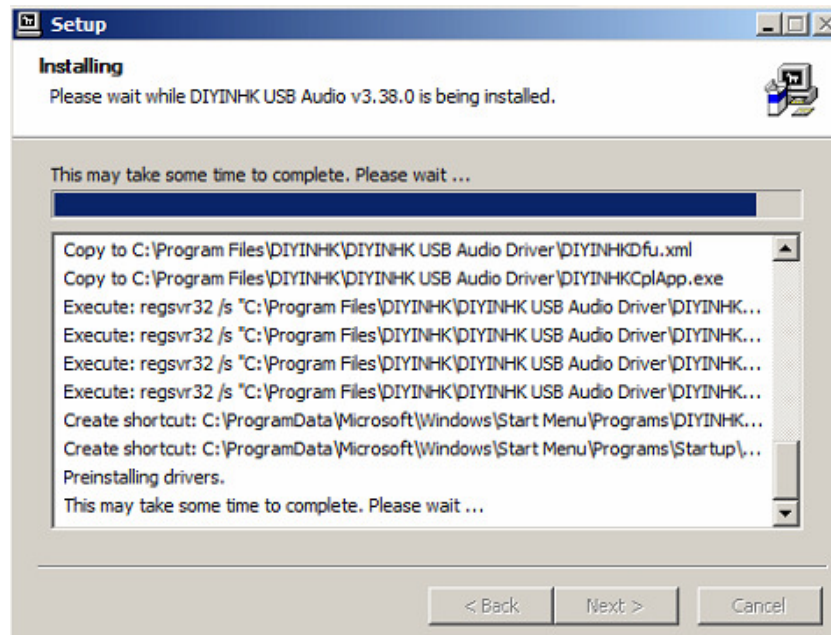 Setup
Installing
Please wait while DIYINHK USB Audio v3.38.0 is being installed.
This may take some time to complete. Please wait ...
Copy to C:\Program Files\DIYINHK\DIYINHK USB Audio Driver\DIYINHKDfu.xml
Copy to C:\Program Files\DIYINHK\DIYINHK USB Audio Driver\DIYINHKCplApp.exe
Execute: regsvr32 /s "C:\Program Files\DIYINHK\DIYINHK USB Audio Driver\DIYINHK...
Execute: regsvr32 /s "C:\Program Files\DIYINHK\DIYINHK USB Audio Driver\DIYINHK...
Execute: regsvr32 /s "C:\Program Files\DIYINHK\DIYINHK USB Audio Driver\DIYINHK...
Execute: regsvr32 /s "C:\Program Files\DIYINHK\DIYINHK USB Audio Driver\DIYINHK...
Create shortcut: C:\ProgramData\Microsoft\Windows\Start Menu\Programs\DIYINHK...
Create shortcut: C:\ProgramData\Microsoft\Windows\Start Menu\Programs\Startup\...
Preinstalling drivers.
This may take some time to complete. Please wait ...
< Back Next > Cancel